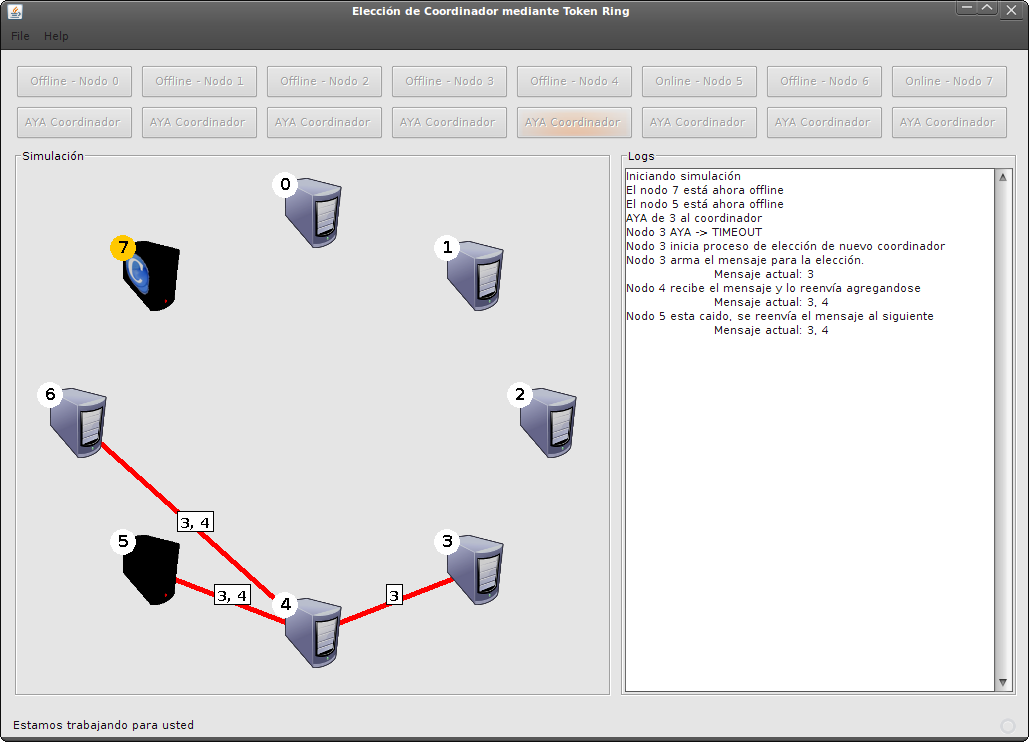 Elección de Coordinador mediante Token Ring
File Help
Offline - Nodo 0 Offline - Nodo 1 Offline - Nodo 2 Offline - Nodo 3 Offline - Nodo 4 Online - Nodo 5 Offline - Nodo 6 Online - Nodo 7
AYA Coordinador AYA Coordinador AYA Coordinador AYA Coordinador AYA Coordinador AYA Coordinador AYA Coordinador AYA Coordinador
Simulación
0
7
1
6
2
3, 4
5
3
3, 4
3
4
Logs
Iniciando simulación
El nodo 7 está ahora offline
El nodo 5 está ahora offline
AYA de 3 al coordinador
Nodo 3 AYA -> TIMEOUT
Nodo 3 inicia proceso de elección de nuevo coordinador
Nodo 3 arma el mensaje para la elección.
Mensaje actual: 3
Nodo 4 recibe el mensaje y lo reenvía agregandose
Mensaje actual: 3, 4
Nodo 5 esta caido, se reenvía el mensaje al siguiente
Mensaje actual: 3, 4
Estamos trabajando para usted